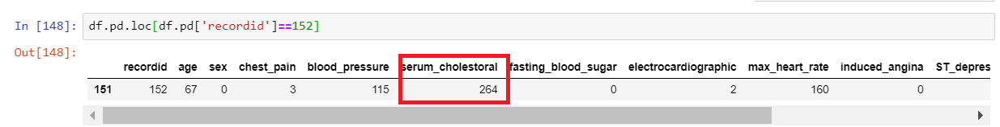 In [148]: df.pd.loc[df.pd['recordid']==152]
Out[148]:
recordid age sex chest_pain blood_pressure serum_cholestoral fasting_blood_sugar electrocardiographic max_heart_rate induced_angina ST_depres
151 152 67 0 3 115 264 0 2 160 0